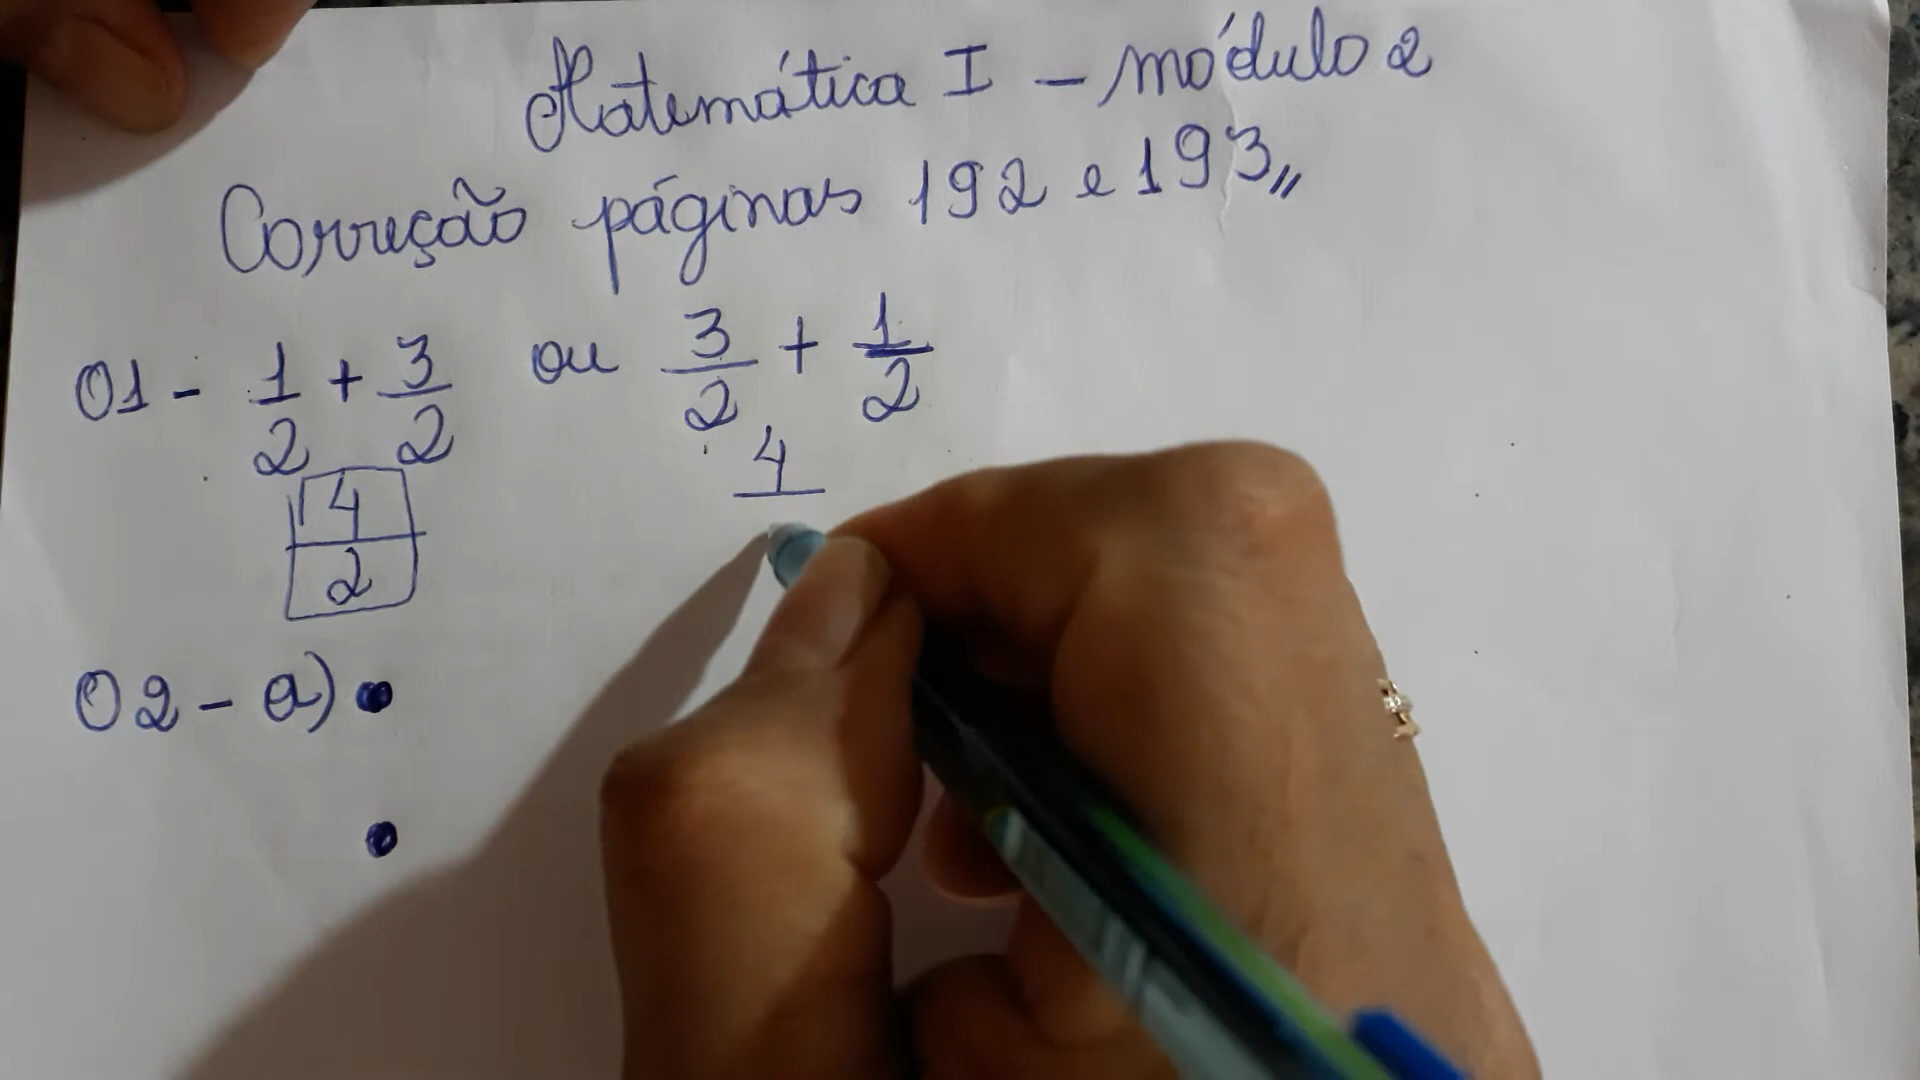 Matemática I - módulo 2
Correção páginas 192 e 193,,
01 - 1/2 + 3/2 ou 3/2 + 1/2
4/2
4
02 - a) •
•